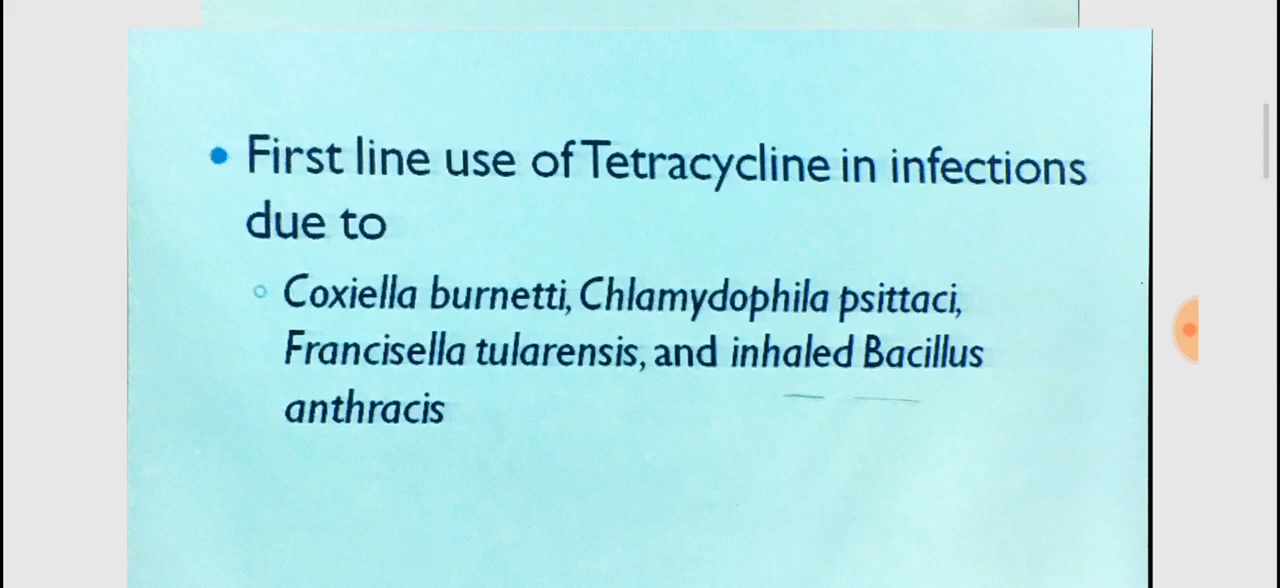 • First line use of Tetracycline in infections
due to
◦ Coxiella burnetti, Chlamydophila psittaci,
Francisella tularensis, and inhaled Bacillus
anthracis